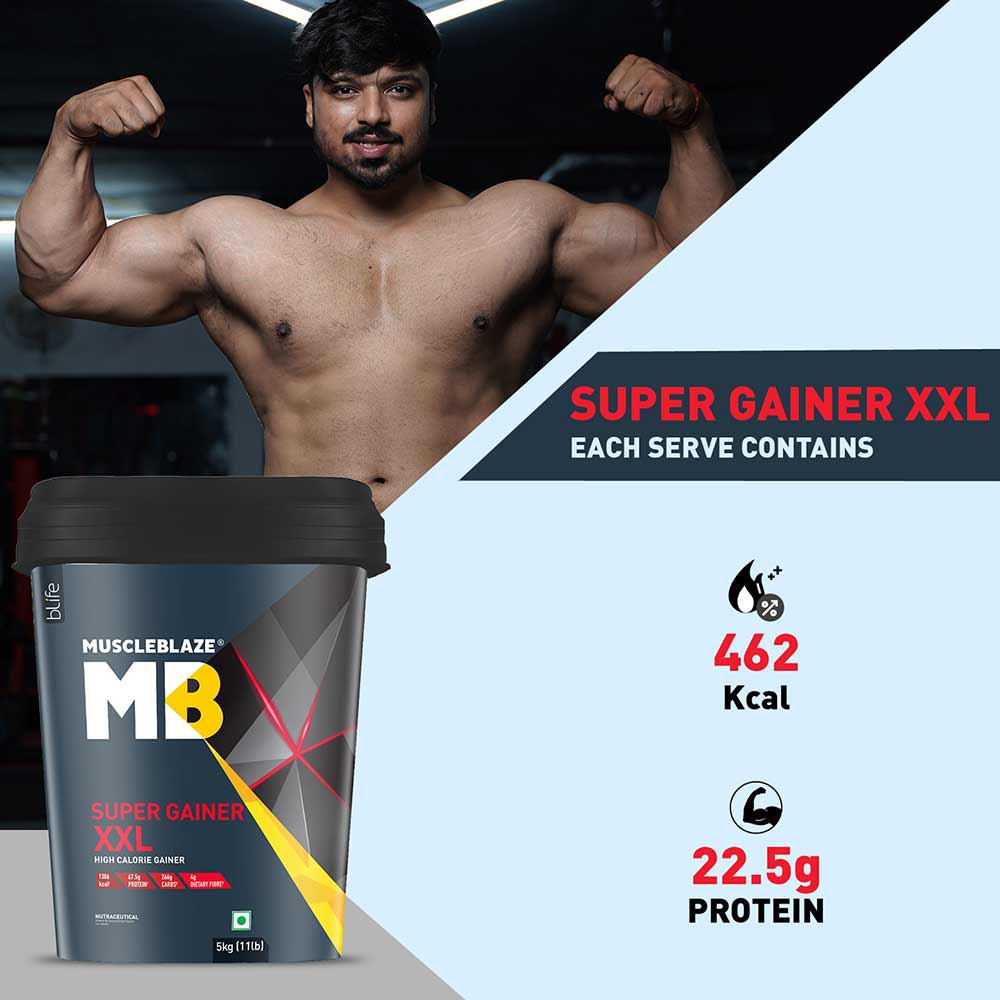 SUPER GAINER XXL
EACH SERVE CONTAINS
462
Kcal
22.5g
PROTEIN
blife
MUSCLEBLAZE®
MB
SUPER GAINER
XXL
HIGH CALORIE GAINER
1386 67.5g 266g 4g
kcal PROTEIN CARBS DIETARY FIBRE
NUTRACEUTICAL
5kg (11lb)